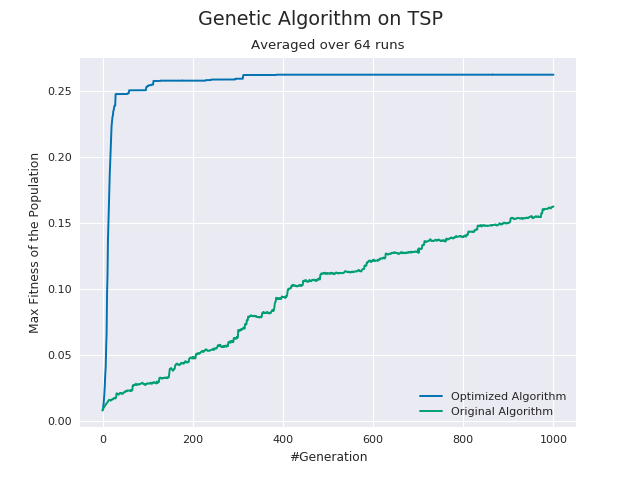 Genetic Algorithm on TSP
Averaged over 64 runs
Max Fitness of the Population
0.25
0.20
0.15
0.10
0.05
0.00
Optimized Algorithm
Original Algorithm
0 200 400 600 800 1000
#Generation